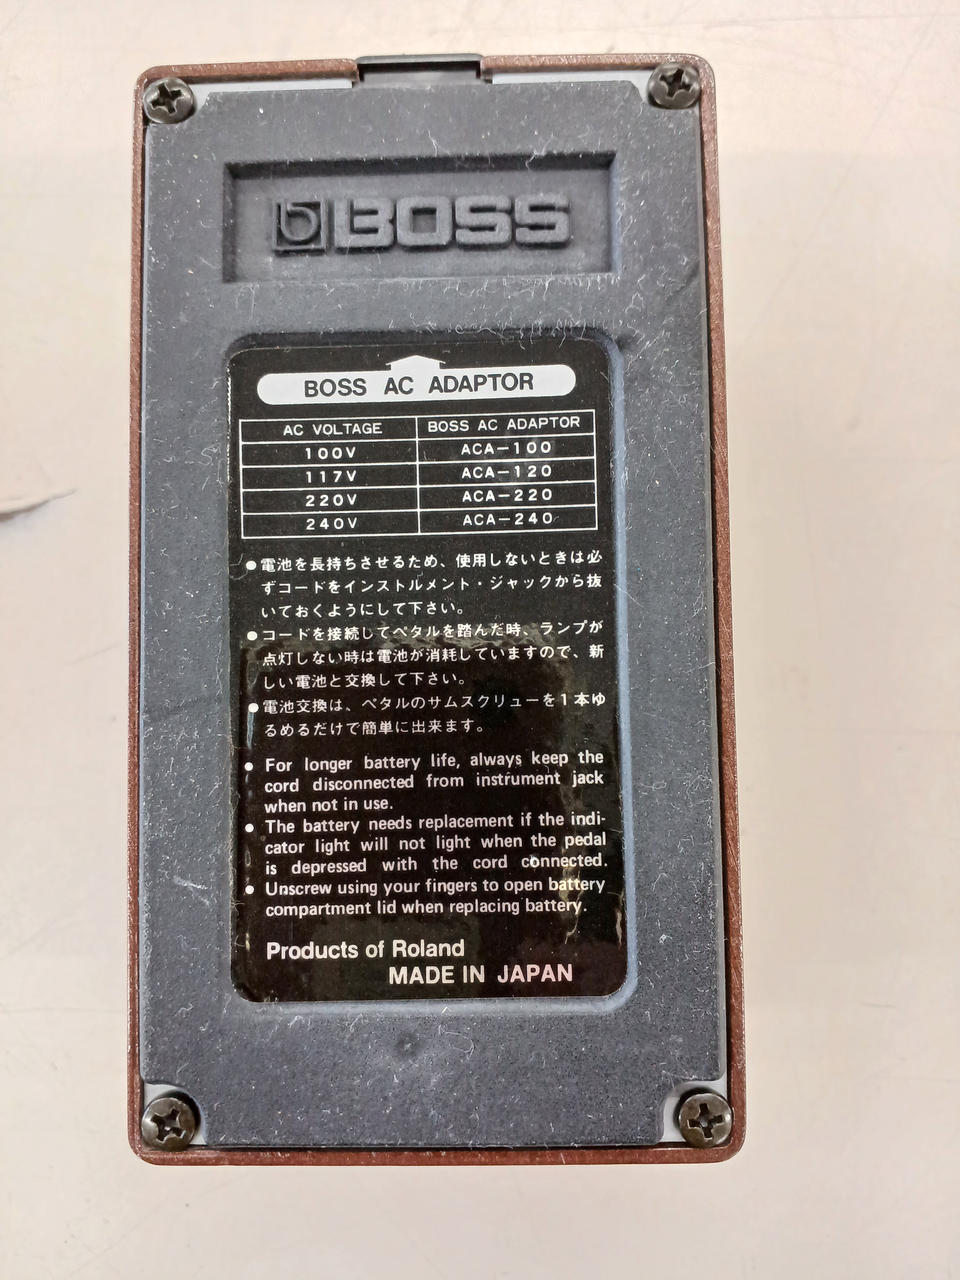 BOSS
BOSS AC ADAPTOR
AC VOLTAGE BOSS AC ADAPTOR
100V ACA-100
117V ACA-120
220V ACA-220
240V ACA-240
●電池を長持ちさせるため、使用しないときは必
ずコードをインストルメント・ジャックから抜
いておくようにして下さい。
●コードを接続してペタルを踏んだ時、ランプが
点灯しない時は電池が消耗していますので、新
しい電池と交換して下さい。
●電池交換は、ペタルのサムスクリューを1本ゆ
るめるだけで簡単に出来ます。
● For longer battery life, always keep the
cord disconnected from instrument jack
when not in use.
● The battery needs replacement if the indi-
cator light will not light when the pedal
is depressed with the cord connected.
● Unscrew using your fingers to open battery
compartment lid when replacing battery.
Products of Roland
MADE IN JAPAN